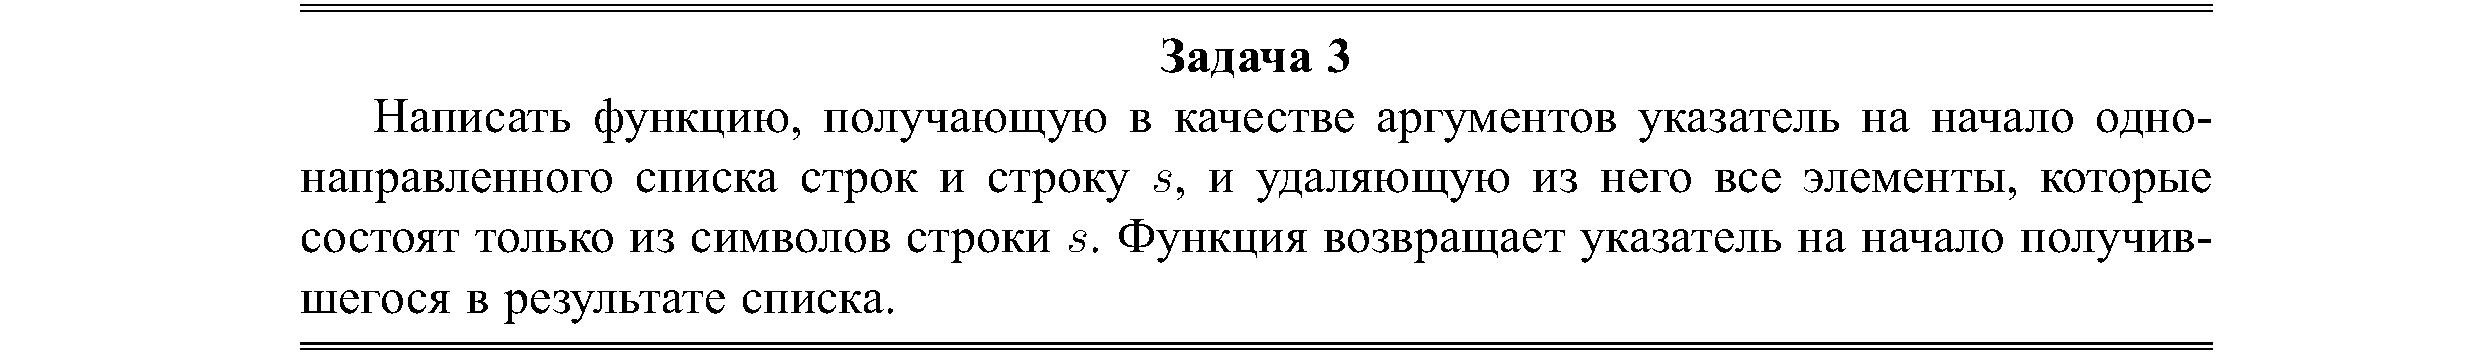 Задача 3
Написать функцию, получающую в качестве аргументов указатель на начало одно-
направленного списка строк и строку s, и удаляющую из него все элементы, которые
состоят только из символов строки s. Функция возвращает указатель на начало получив-
шегося в результате списка.